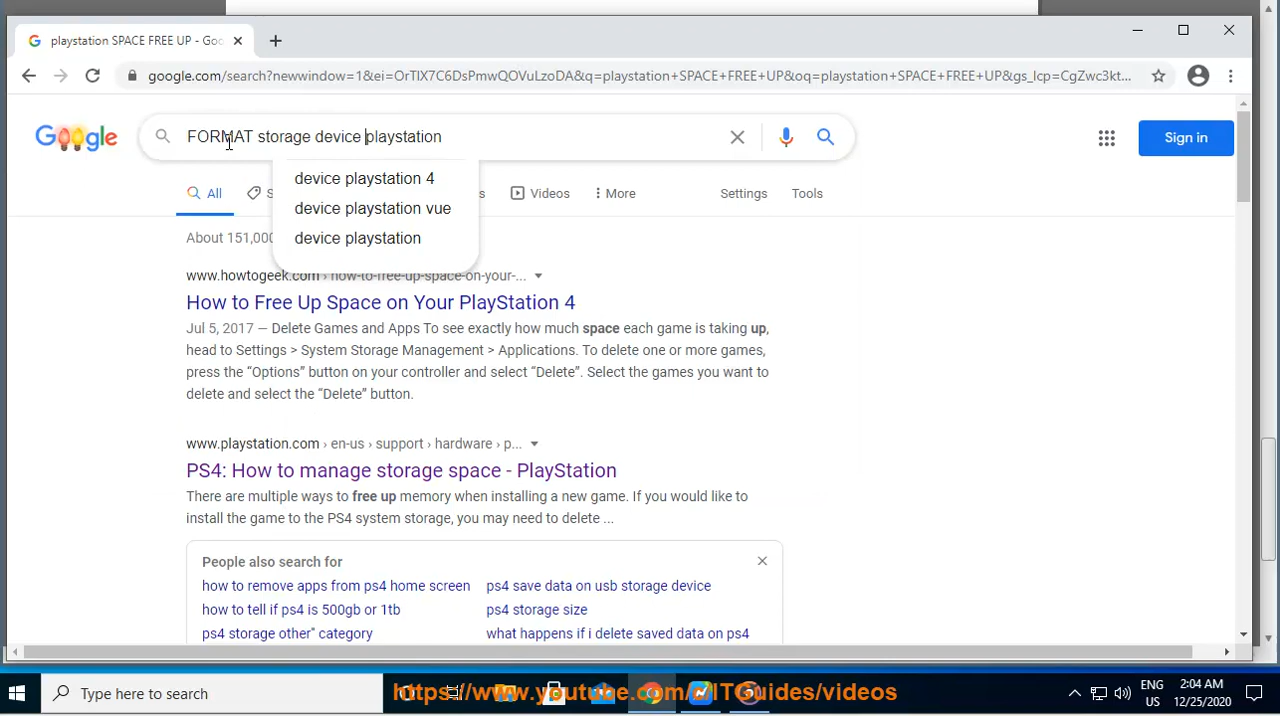 playstation SPACE FREE UP - Goo
google.com/search?newwindow=1&ei=OrTIX7C6DsPmwQOVuLzoDA&q=playstation+SPACE+FREE+UP&oq=playstation+SPACE+FREE+UP&gs_lcp=CgZwc3kt...
Google
FORMAT storage device playstation
Sign in
device playstation 4
device playstation vue
device playstation
All
Videos
More
Settings
Tools
About 151,000
www.howtogeek.com › how-to-free-up-space-on-your-...
How to Free Up Space on Your PlayStation 4
Jul 5, 2017 — Delete Games and Apps To see exactly how much space each game is taking up,
head to Settings > System Storage Management > Applications. To delete one or more games,
press the “Options” button on your controller and select “Delete”. Select the games you want to
delete and select the “Delete” button.
www.playstation.com › en-us › support › hardware › p...
PS4: How to manage storage space - PlayStation
There are multiple ways to free up memory when installing a new game. If you would like to
install the game to the PS4 system storage, you may need to delete ...
People also search for
how to remove apps from ps4 home screen
ps4 save data on usb storage device
how to tell if ps4 is 500gb or 1tb
ps4 storage size
ps4 storage other" category
what happens if i delete saved data on ps4
Type here to search
ENG
US
2:04 AM
12/25/2020